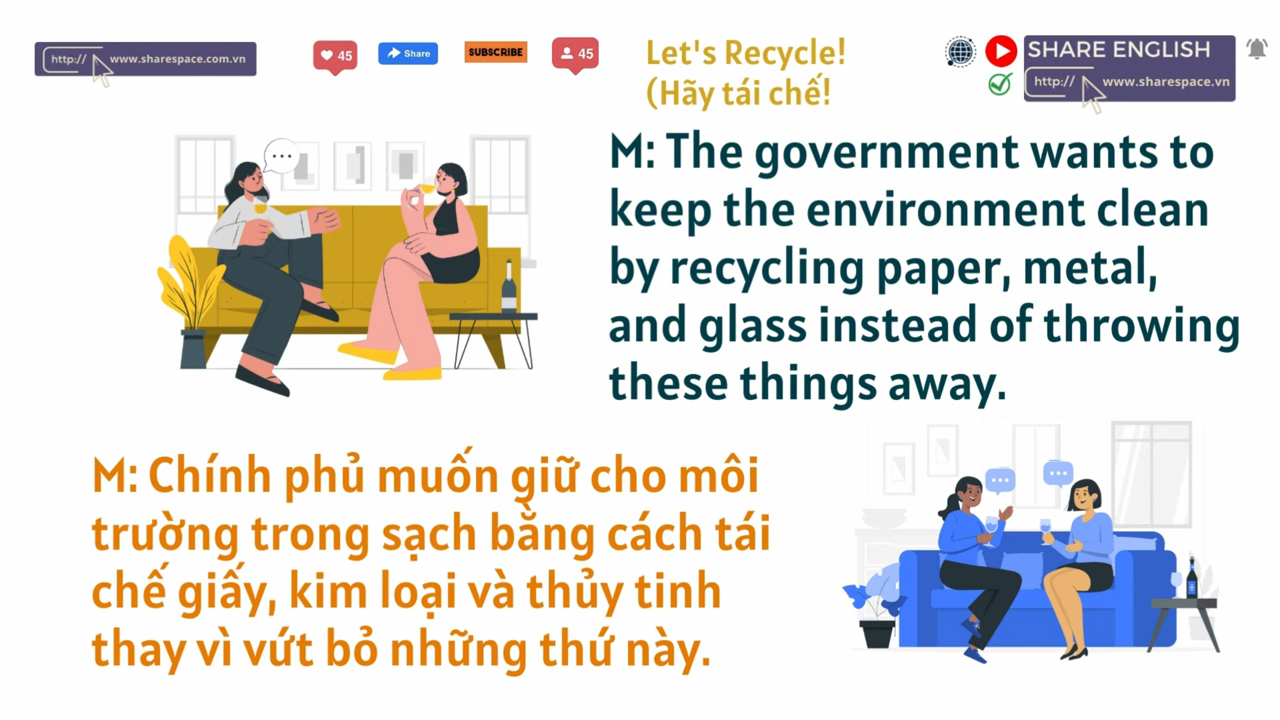 http:// www.sharespace.com.vn
45
Share
SUBSCRIBE
45
Let's Recycle!
(Hãy tái chế!
SHARE ENGLISH
http:// www.sharespace.vn
M: The government wants to
keep the environment clean
by recycling paper, metal,
and glass instead of throwing
these things away.
M: Chính phủ muốn giữ cho môi
trường trong sạch bằng cách tái
chế giấy, kim loại và thủy tinh
thay vì vứt bỏ những thứ này.